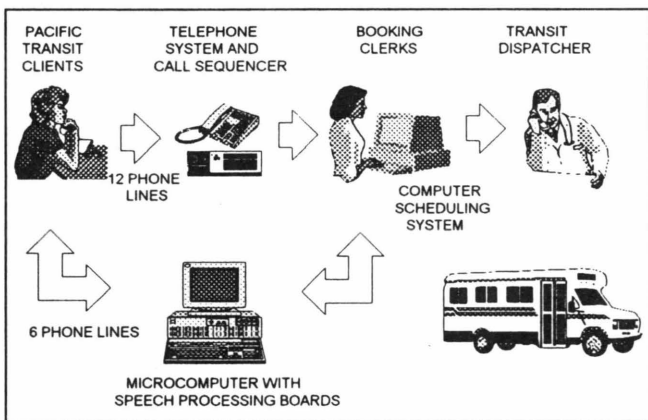 PACIFIC
TRANSIT
CLIENTS
TELEPHONE
SYSTEM AND
CALL SEQUENCER
BOOKING
CLERKS
TRANSIT
DISPATCHER
12 PHONE
LINES
COMPUTER
SCHEDULING
SYSTEM
6 PHONE LINES
MICROCOMPUTER WITH
SPEECH PROCESSING BOARDS